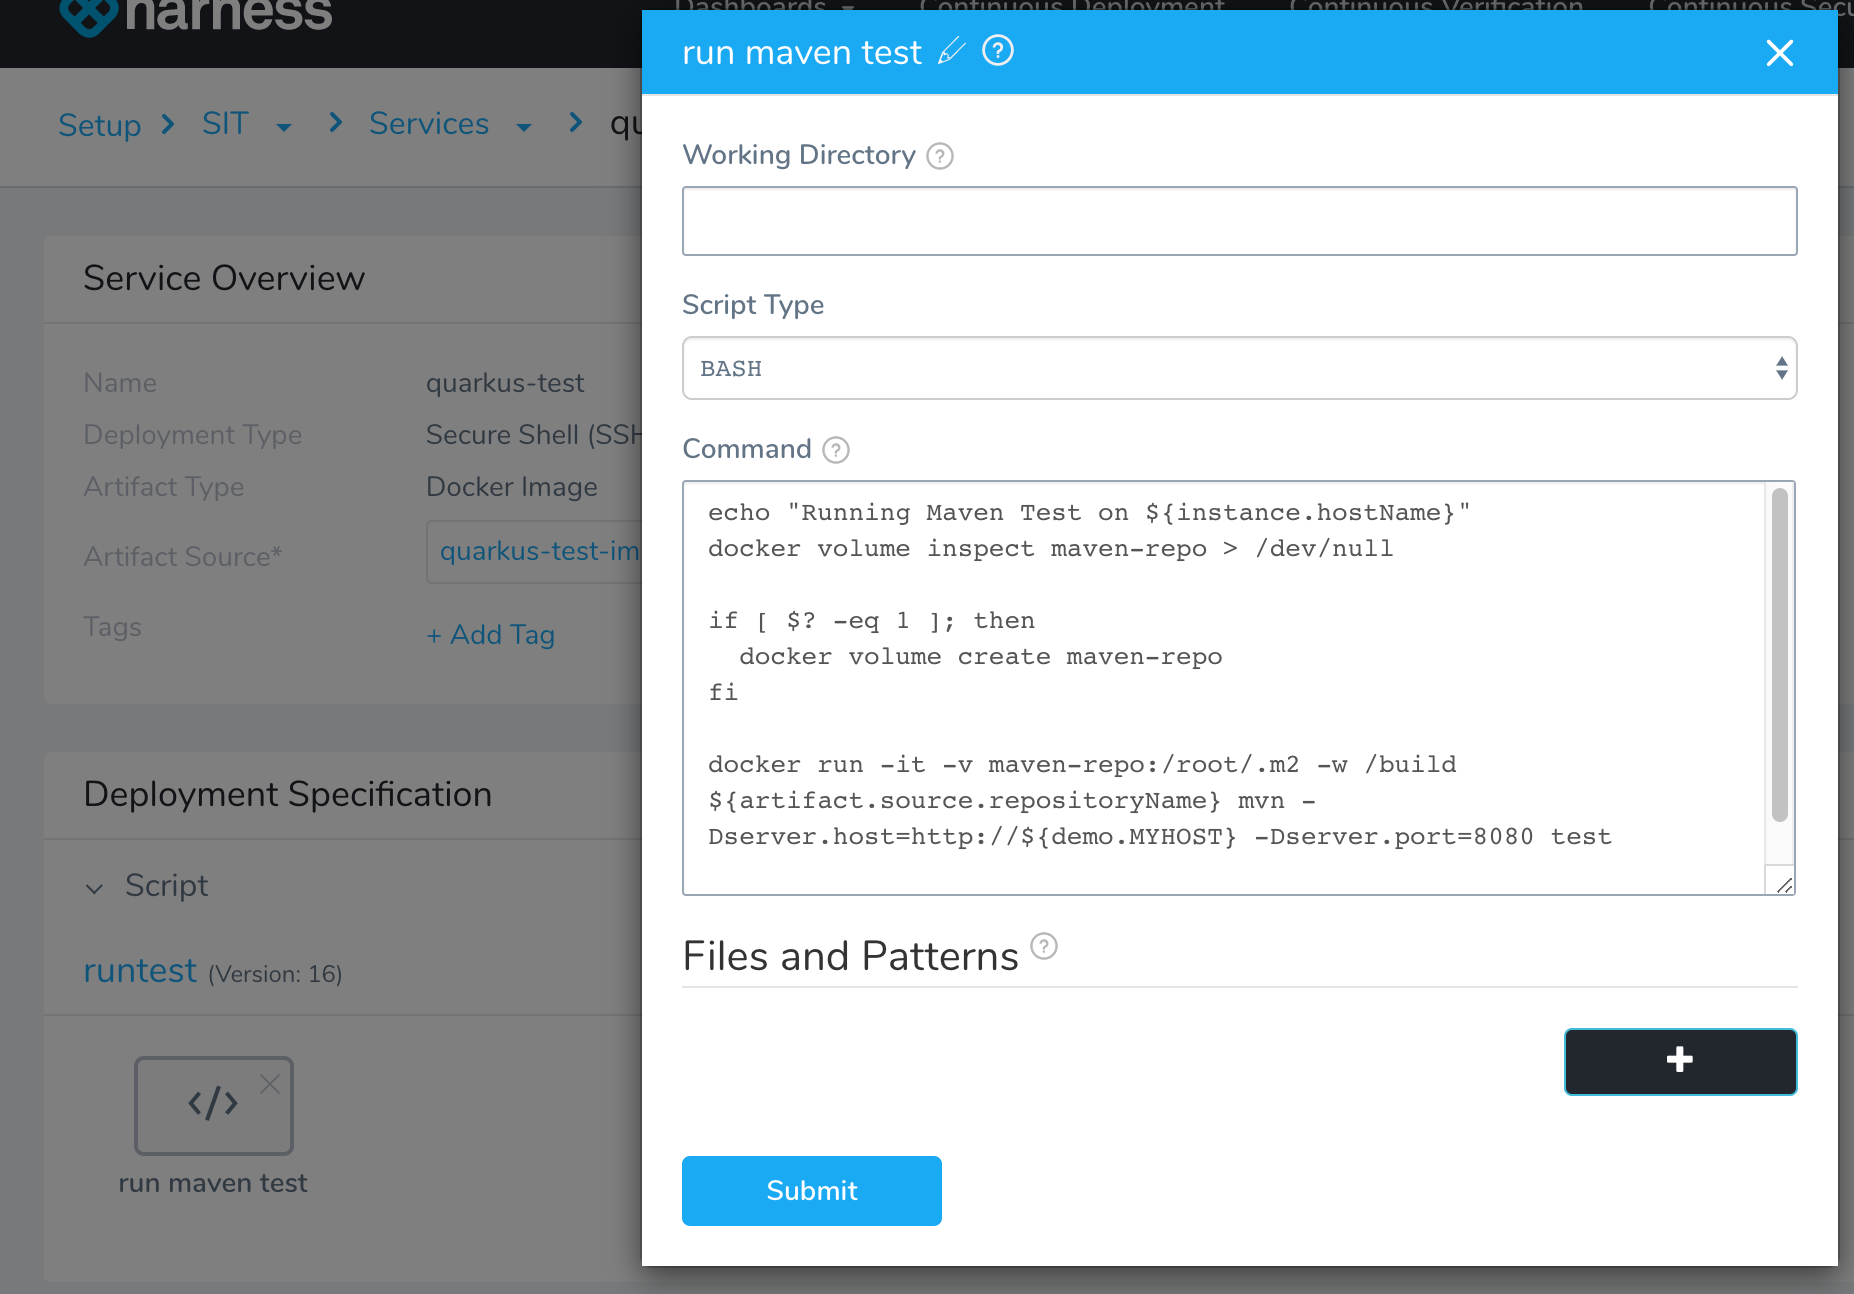 harness
Dashboards Continuous Deployment Continuous Verification Continuous Secu
Setup SIT Services qu
Service Overview
Name quarkus-test
Deployment Type Secure Shell (SSH
Artifact Type Docker Image
Artifact Source* quarkus-test-im
Tags + Add Tag
Deployment Specification
Script
runtest (Version: 16)
</>
run maven test
run maven test ?
Working Directory ?
Script Type
BASH
Command ?
echo "Running Maven Test on ${instance.hostName}"
docker volume inspect maven-repo > /dev/null
if [ $? -eq 1 ]; then
docker volume create maven-repo
fi
docker run -it -v maven-repo:/root/.m2 -w /build
${artifact.source.repositoryName} mvn -
Dserver.host=http://${demo.MYHOST} -Dserver.port=8080 test
Files and Patterns ?
+
Submit